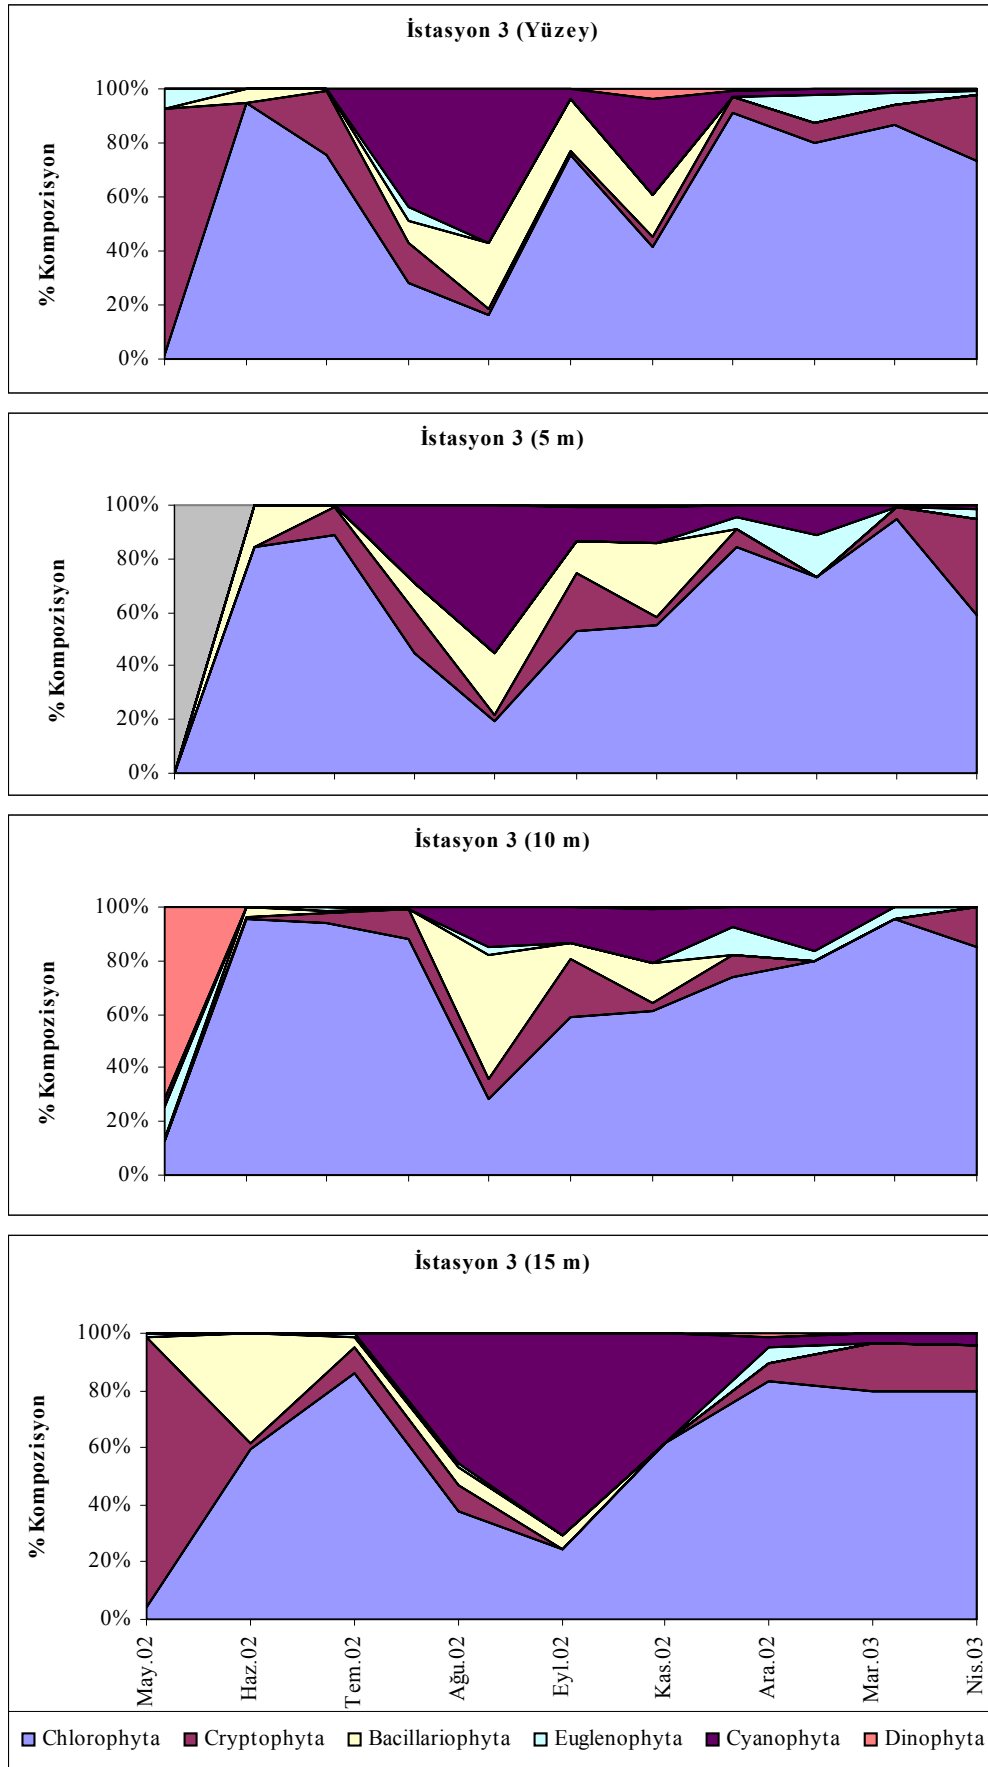 İstasyon 3 (Yüzey)
% Kompozisyon
100%
80%
60%
40%
20%
0%
İstasyon 3 (5 m)
% Kompozisyon
100%
80%
60%
40%
20%
0%
İstasyon 3 (10 m)
% Kompozisyon
100%
80%
60%
40%
20%
0%
İstasyon 3 (15 m)
% Kompozisyon
100%
80%
60%
40%
20%
0%
May.02 Haz.02 Tem.02 Ağu.02 Eyl.02 Kas.02 Ara.02 Mar.03 Nis.03
Chlorophyta Cryptophyta Bacillariophyta Euglenophyta Cyanophyta Dinophyta